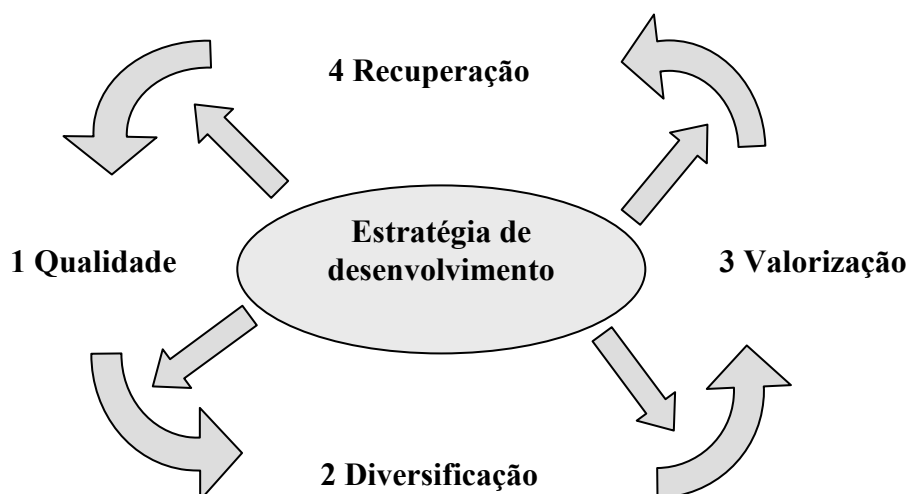 4 Recuperação
Estratégia de
desenvolvimento
1 Qualidade
3 Valorização
2 Diversificação